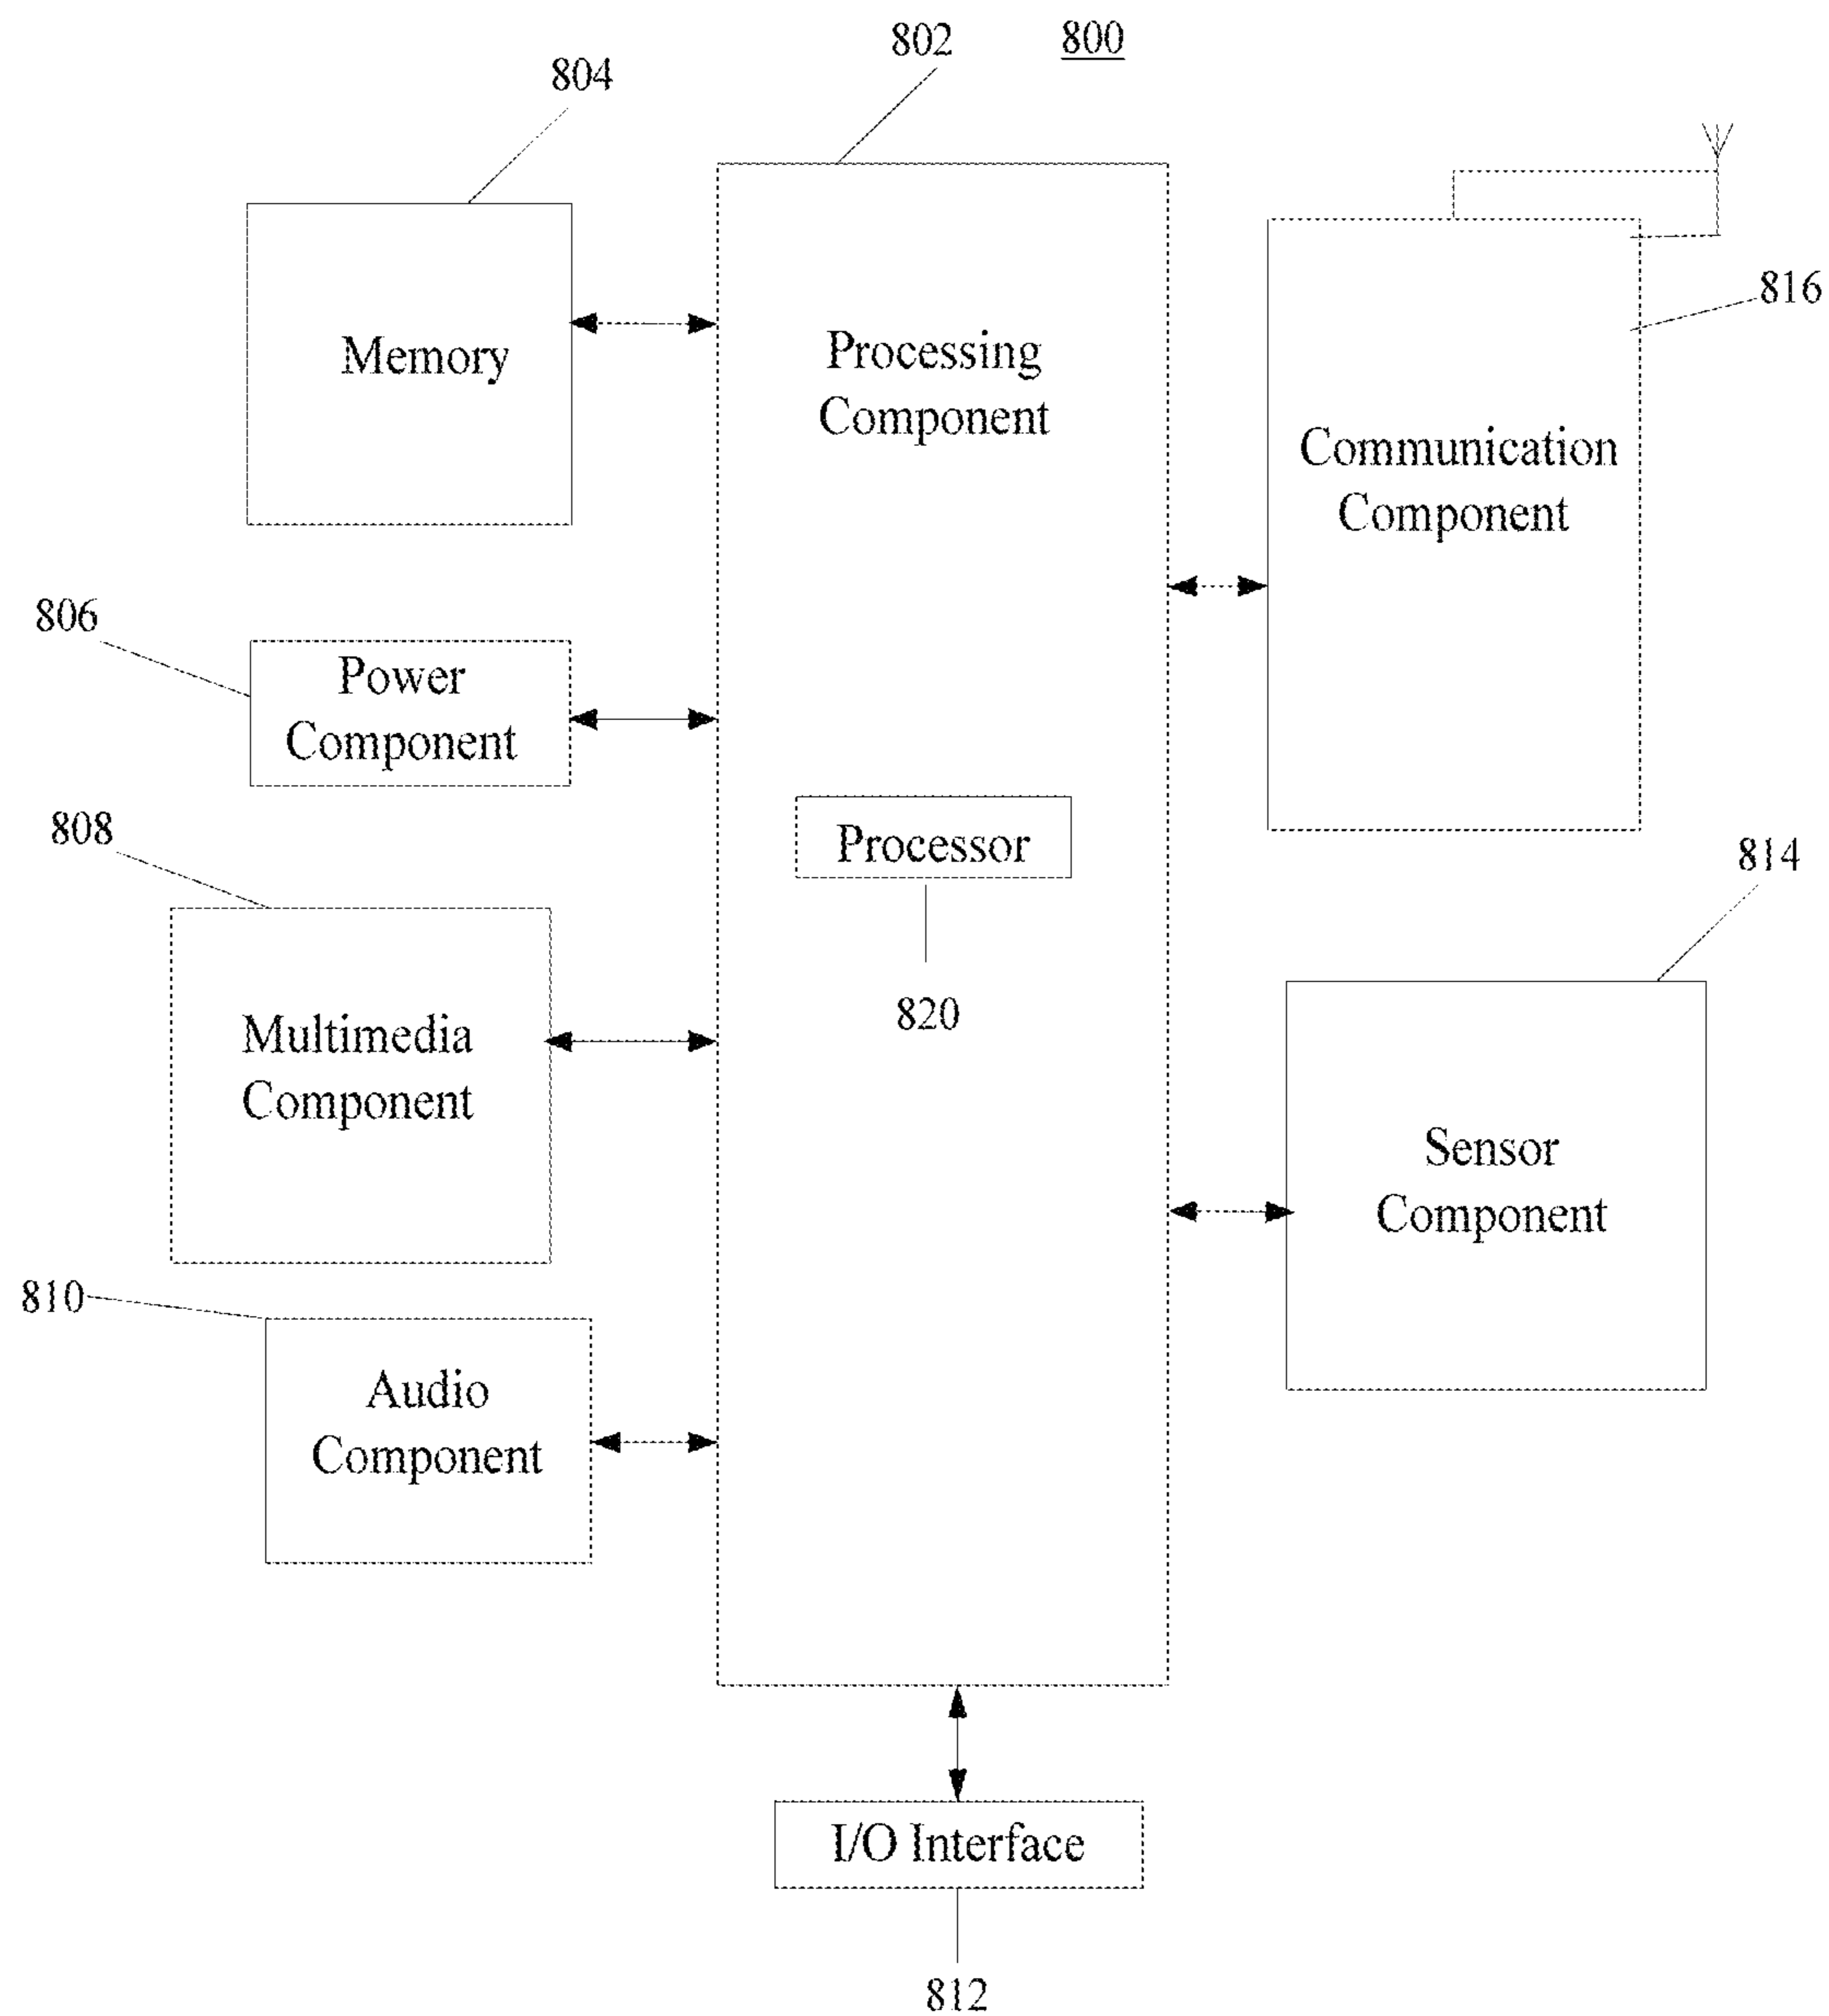 802
800
804
Memory
Processing
Component
816
Communication
Component
806
Power
Component
808
Processor
820
814
Multimedia
Component
Sensor
Component
810
Audio
Component
I/O Interface
812